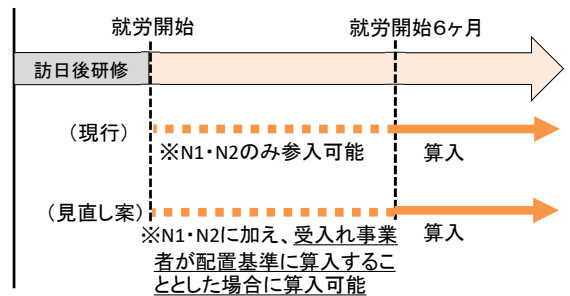 就労開始
就労開始6ヶ月
訪日後研修
（現行）
※N1・N2のみ参入可能
算入
（見直し案）
※N1・N2に加え、受入れ事業
者が配置基準に算入するこ
ととした場合に算入可能
算入